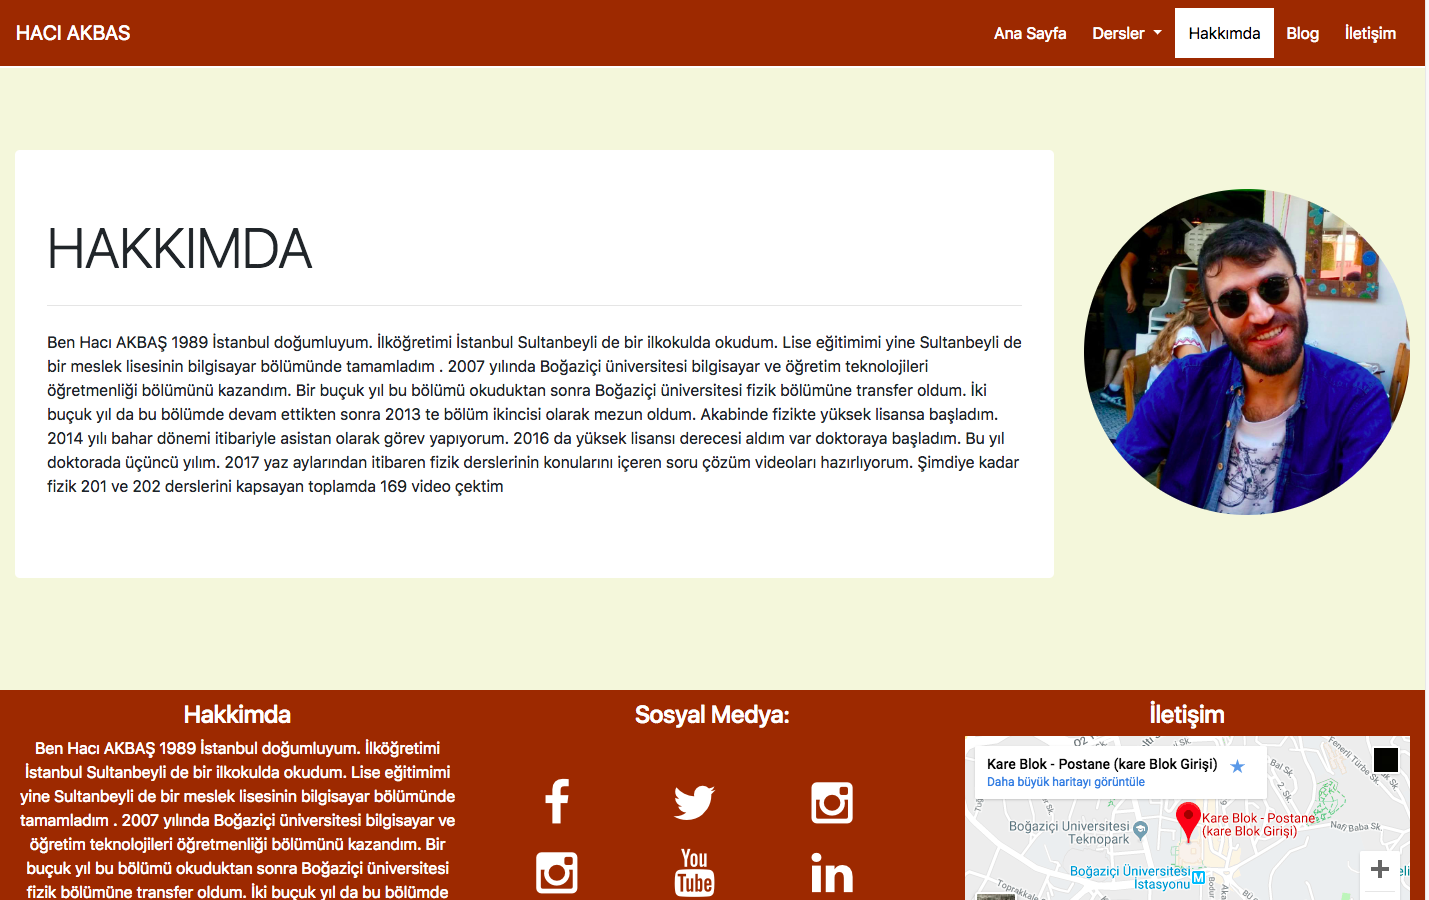 HACI AKBAS
Ana Sayfa
Dersler
Hakkımda
Blog
İletişim
HAKKIMDA
Ben Hacı AKBAŞ 1989 İstanbul doğumluyum. İlköğretimi İstanbul Sultanbeyli de bir ilkokulda okudum. Lise eğitimimi yine Sultanbeyli de
bir meslek lisesinin bilgisayar bölümünde tamamladım . 2007 yılında Boğaziçi üniversitesi bilgisayar ve öğretim teknolojileri
öğretmenliği bölümünü kazandım. Bir buçuk yıl bu bölümü okuduktan sonra Boğaziçi üniversitesi fizik bölümüne transfer oldum. İki
buçuk yıl da bu bölümde devam ettikten sonra 2013 te bölüm ikincisi olarak mezun oldum. Akabinde fizikte yüksek lisansa başladım.
2014 yılı bahar dönemi itibariyle asistan olarak görev yapıyorum. 2016 da yüksek lisansı derecesi aldım var doktoraya başladım. Bu yıl
doktorada üçüncü yılım. 2017 yaz aylarından itibaren fizik derslerinin konularını içeren soru çözüm videoları hazırlıyorum. Şimdiye kadar
fizik 201 ve 202 derslerini kapsayan toplamda 169 video çektim
Hakkimda
Ben Hacı AKBAŞ 1989 İstanbul doğumluyum. İlköğretimi
İstanbul Sultanbeyli de bir ilkokulda okudum. Lise eğitimimi
yine Sultanbeyli de bir meslek lisesinin bilgisayar bölümünde
tamamladım . 2007 yılında Boğaziçi üniversitesi bilgisayar ve
öğretim teknolojileri öğretmenliği bölümünü kazandım. Bir
buçuk yıl bu bölümü okuduktan sonra Boğaziçi üniversitesi
fizik bölümüne transfer oldum. İki buçuk yıl da bu bölümde
Sosyal Medya:
You
Tube
in
İletişim
Kare Blok - Postane (kare Blok Girişi)
Daha büyük haritayı görüntüle
Fenerli Türbe Sk.
Bal Sk.
2. Sk
Nafi Baba Sk.
Kare Blok - Postane
(kare Blok Girişi)
Boğaziçi Üniversitesi
Teknopark
Boğaziçi Üniversitesi
İstasyonu
M
Toprakkale
Bodur